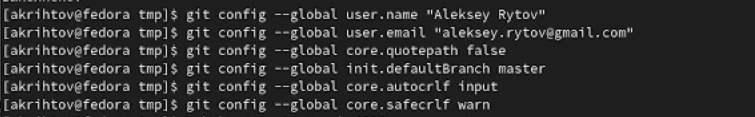 [akrihtov@fedora tmp]$ git config --global user.name "Aleksey Rytov"
[akrihtov@fedora tmp]$ git config --global user.email "aleksey.rytov@gmail.com"
[akrihtov@fedora tmp]$ git config --global core.quotepath false
[akrihtov@fedora tmp]$ git config --global init.defaultBranch master
[akrihtov@fedora tmp]$ git config --global core.autocrlf input
[akrihtov@fedora tmp]$ git config --global core.safecrlf warn